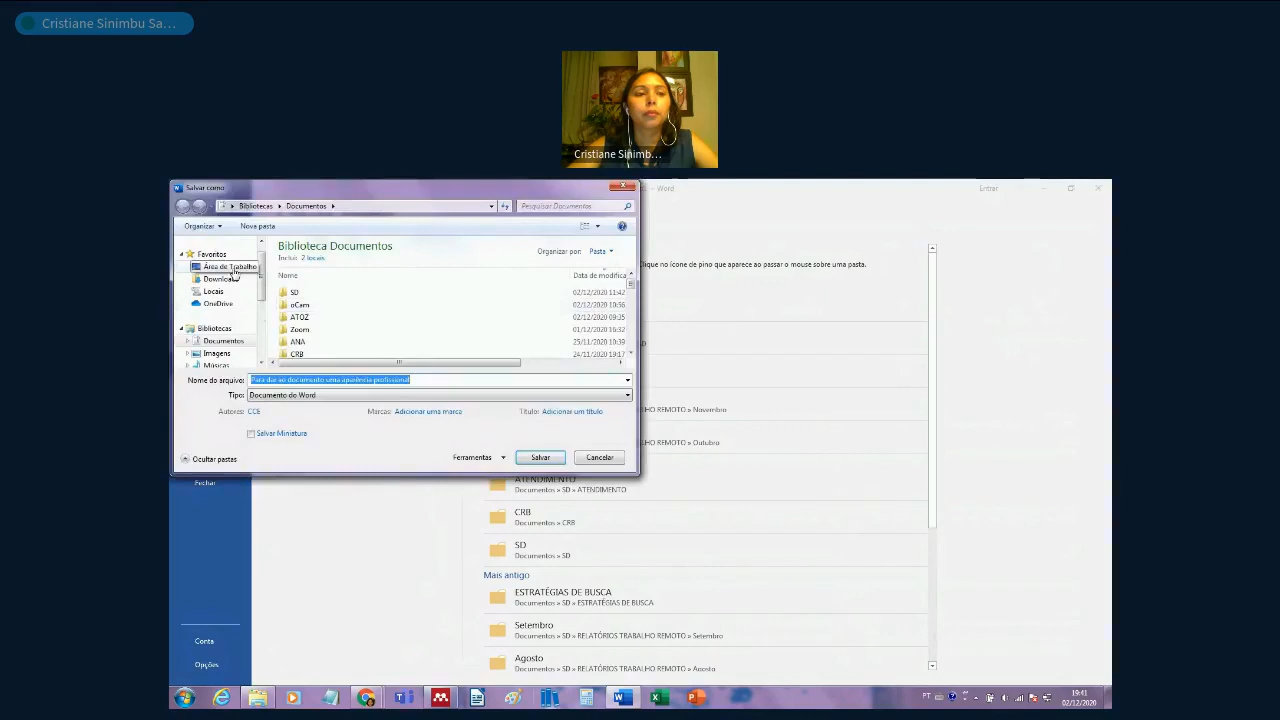 Cristiane Sinimbu Sa...
Cristiane Sinimbu...
Salvar como
Word
Entrar
Bibliotecas
Documentos
Pesquisar Documentos
Organizar
Nova pasta
Favoritos
Área de Trabalho
Downloads
Locais
OneDrive
Bibliotecas
Documentos
Imagens
Músicas
Biblioteca Documentos
Inclui: 2 locais
Organizar por: Pasta
Nome
Data de modifica
SD 02/12/2020 11:42
oCam 02/12/2020 10:56
ATOZ 02/12/2020 09:35
Zoom 01/12/2020 16:32
ANA 25/11/2020 10:39
CRB 24/11/2020 19:17
Nome do arquivo: Para dar ao documento uma aparência profissional
Tipo: Documento do Word
Autores: CCE
Marcas: Adicionar uma marca
Título: Adicionar um título
Salvar Miniatura
Ocultar pastas
Ferramentas
Salvar
Cancelar
Clique no ícone de pino que aparece ao passar o mouse sobre uma pasta.
HO REMOTO » Novembro
HO REMOTO » Outubro
Fechar
ATENDIMENTO
Documentos » SD » ATENDIMENTO
CRB
Documentos » CRB
SD
Documentos » SD
Mais antigo
ESTRATÉGIAS DE BUSCA
Documentos » SD » ESTRATÉGIAS DE BUSCA
Setembro
Documentos » SD » RELATÓRIOS TRABALHO REMOTO » Setembro
Agosto
Documentos » SD » RELATÓRIOS TRABALHO REMOTO » Agosto
Conta
Opções
PT
19:41
02/12/2020